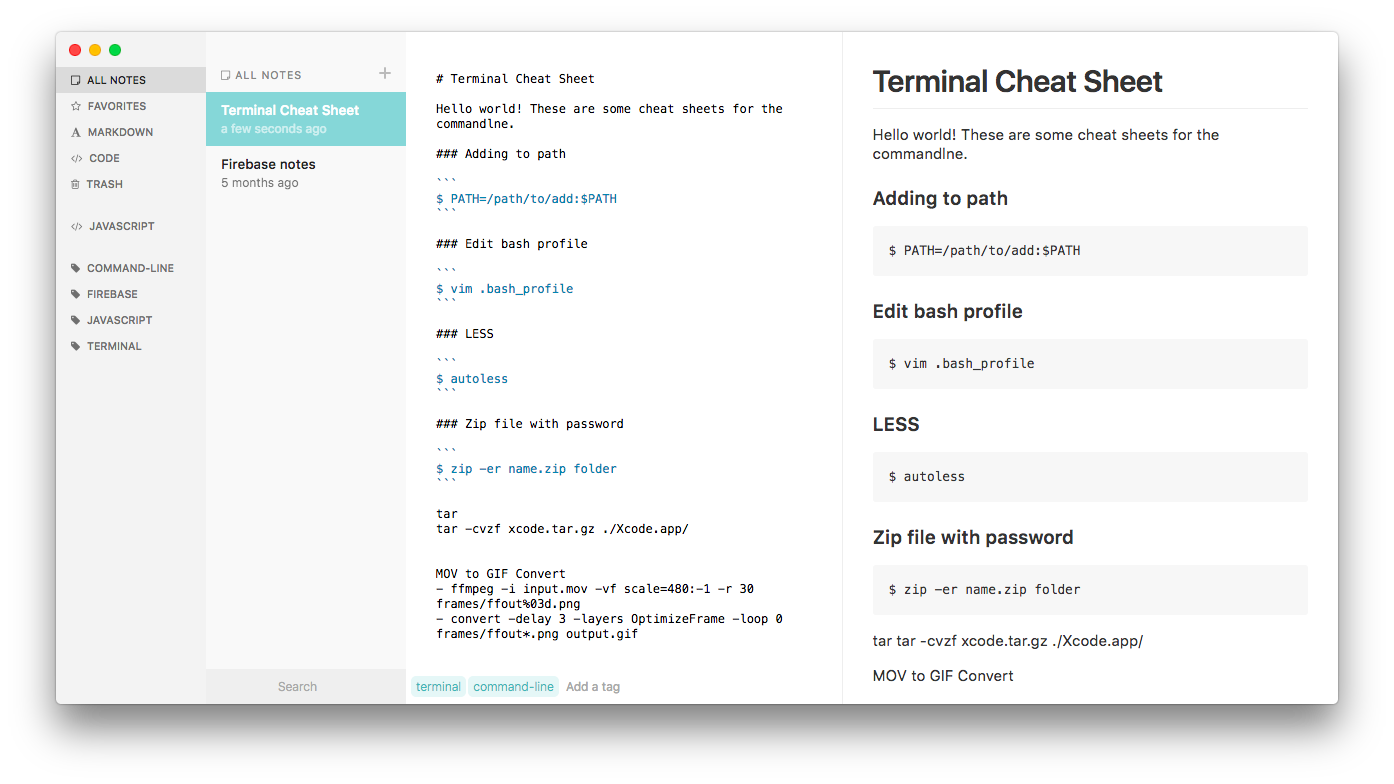 ALL NOTES
FAVORITES
MARKDOWN
CODE
TRASH
JAVASCRIPT
COMMAND-LINE
FIREBASE
JAVASCRIPT
TERMINAL
ALL NOTES
Terminal Cheat Sheet
a few seconds ago
Firebase notes
5 months ago
Search
# Terminal Cheat Sheet
Hello world! These are some cheat sheets for the
commandlne.
### Adding to path
```
$ PATH=/path/to/add:$PATH
```
### Edit bash profile
```
$ vim .bash_profile
```
### LESS
```
$ autoless
```
### Zip file with password
```
$ zip -er name.zip folder
```
tar
tar -cvzf xcode.tar.gz ./Xcode.app/
MOV to GIF Convert
- ffmpeg -i input.mov -vf scale=480:-1 -r 30
frames/ffout%03d.png
- convert -delay 3 -layers OptimizeFrame -loop 0
frames/ffout*.png output.gif
terminal command-line Add a tag
Terminal Cheat Sheet
Hello world! These are some cheat sheets for the
commandlne.
Adding to path
$ PATH=/path/to/add:$PATH
Edit bash profile
$ vim .bash_profile
LESS
$ autoless
Zip file with password
$ zip -er name.zip folder
tar tar -cvzf xcode.tar.gz ./Xcode.app/
MOV to GIF Convert